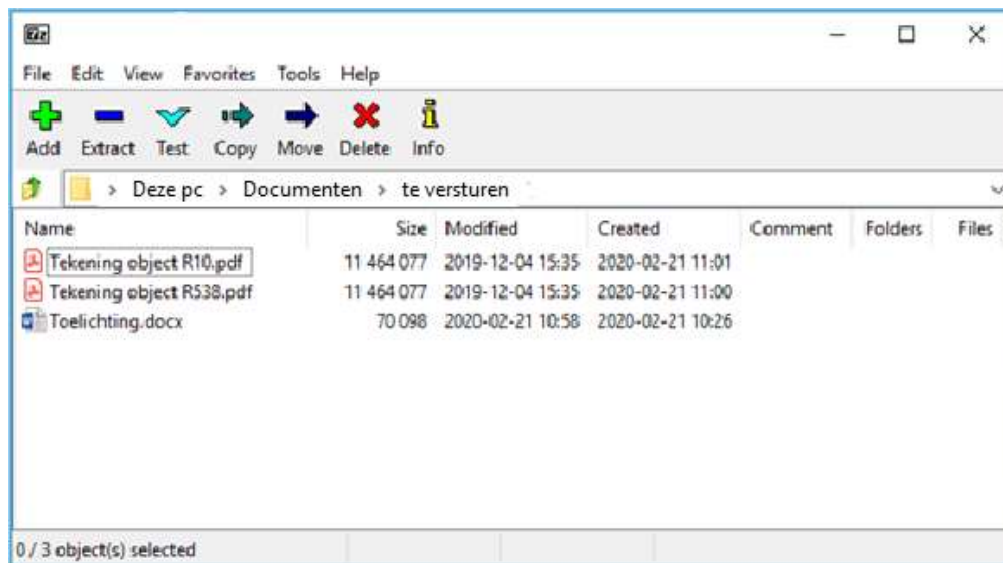 File Edit View Favorites Tools Help
Add Extract Test Copy Move Delete Info
> Deze pc > Documenten > te versturen
Name Size Modified Created Comment Folders Files
Tekening object R10.pdf 11 464 077 2019-12-04 15:35 2020-02-21 11:01
Tekening object R538.pdf 11 464 077 2019-12-04 15:35 2020-02-21 11:00
Toelichting.docx 70 098 2020-02-21 10:58 2020-02-21 10:26
0 / 3 object(s) selected